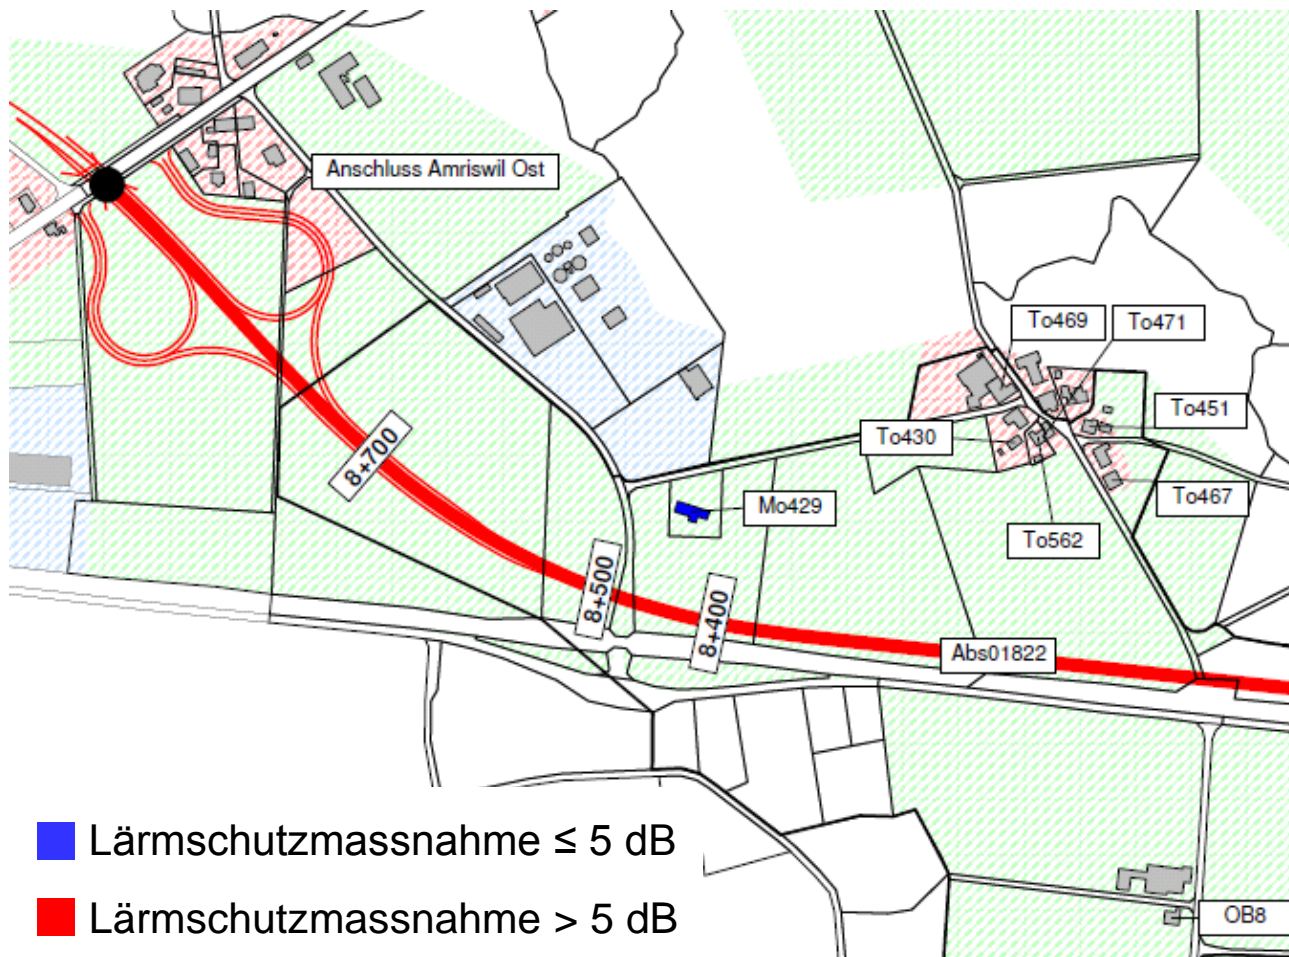 Anschluss Amriswil Ost
To469
To471
To451
To430
8+700
To467
Mo429
To562
8+500
8+400
Abs01822
Lärmschutzmassnahme ≤ 5 dB
Lärmschutzmassnahme > 5 dB
OB8